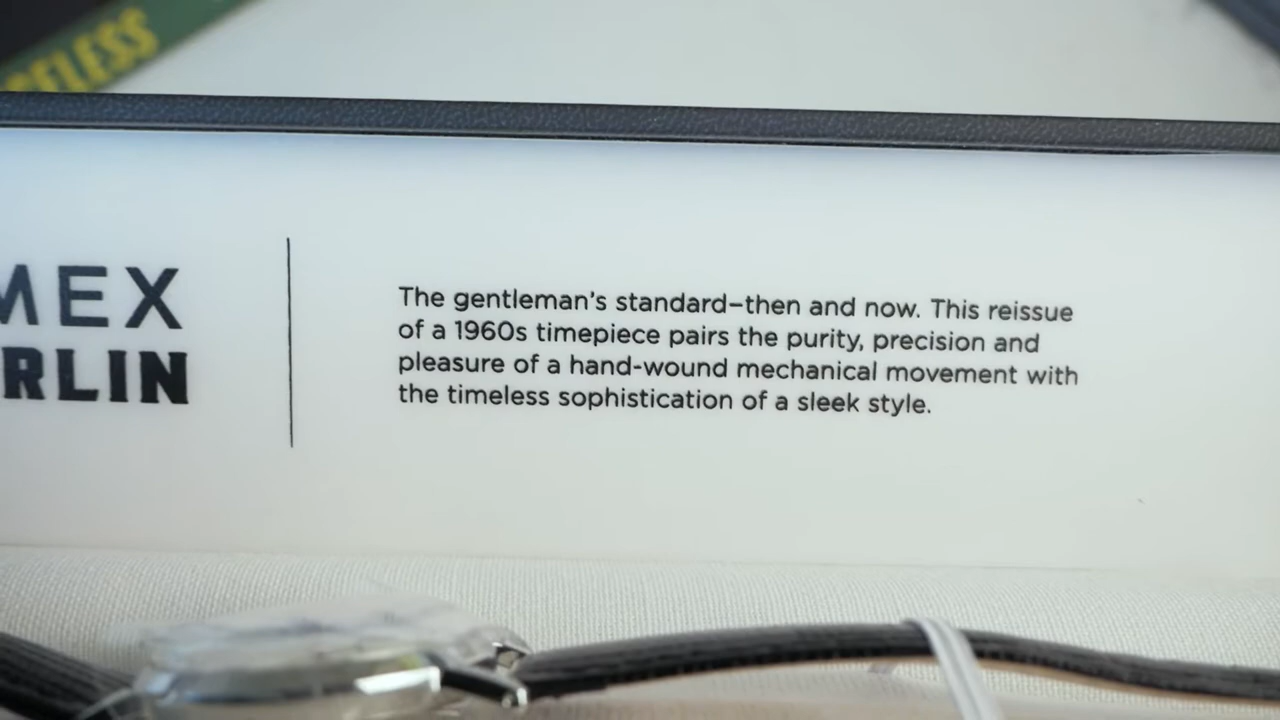 ELESS
MEX
RLIN
The gentleman's standard–then and now. This reissue
of a 1960s timepiece pairs the purity, precision and
pleasure of a hand-wound mechanical movement with
the timeless sophistication of a sleek style.